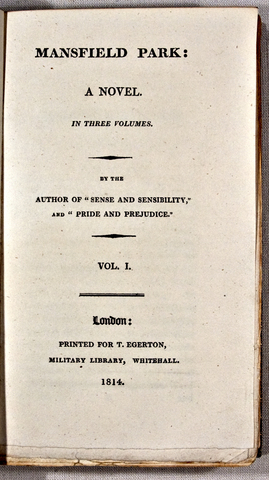 MANSFIELD PARK:
A NOVEL.
IN THREE VOLUMES.
BY THE
AUTHOR OF "SENSE AND SENSIBILITY,"
AND "PRIDE AND PREJUDICE."
VOL. I.
London:
PRINTED FOR T. EGERTON,
MILITARY LIBRARY, WHITEHALL.
1814.